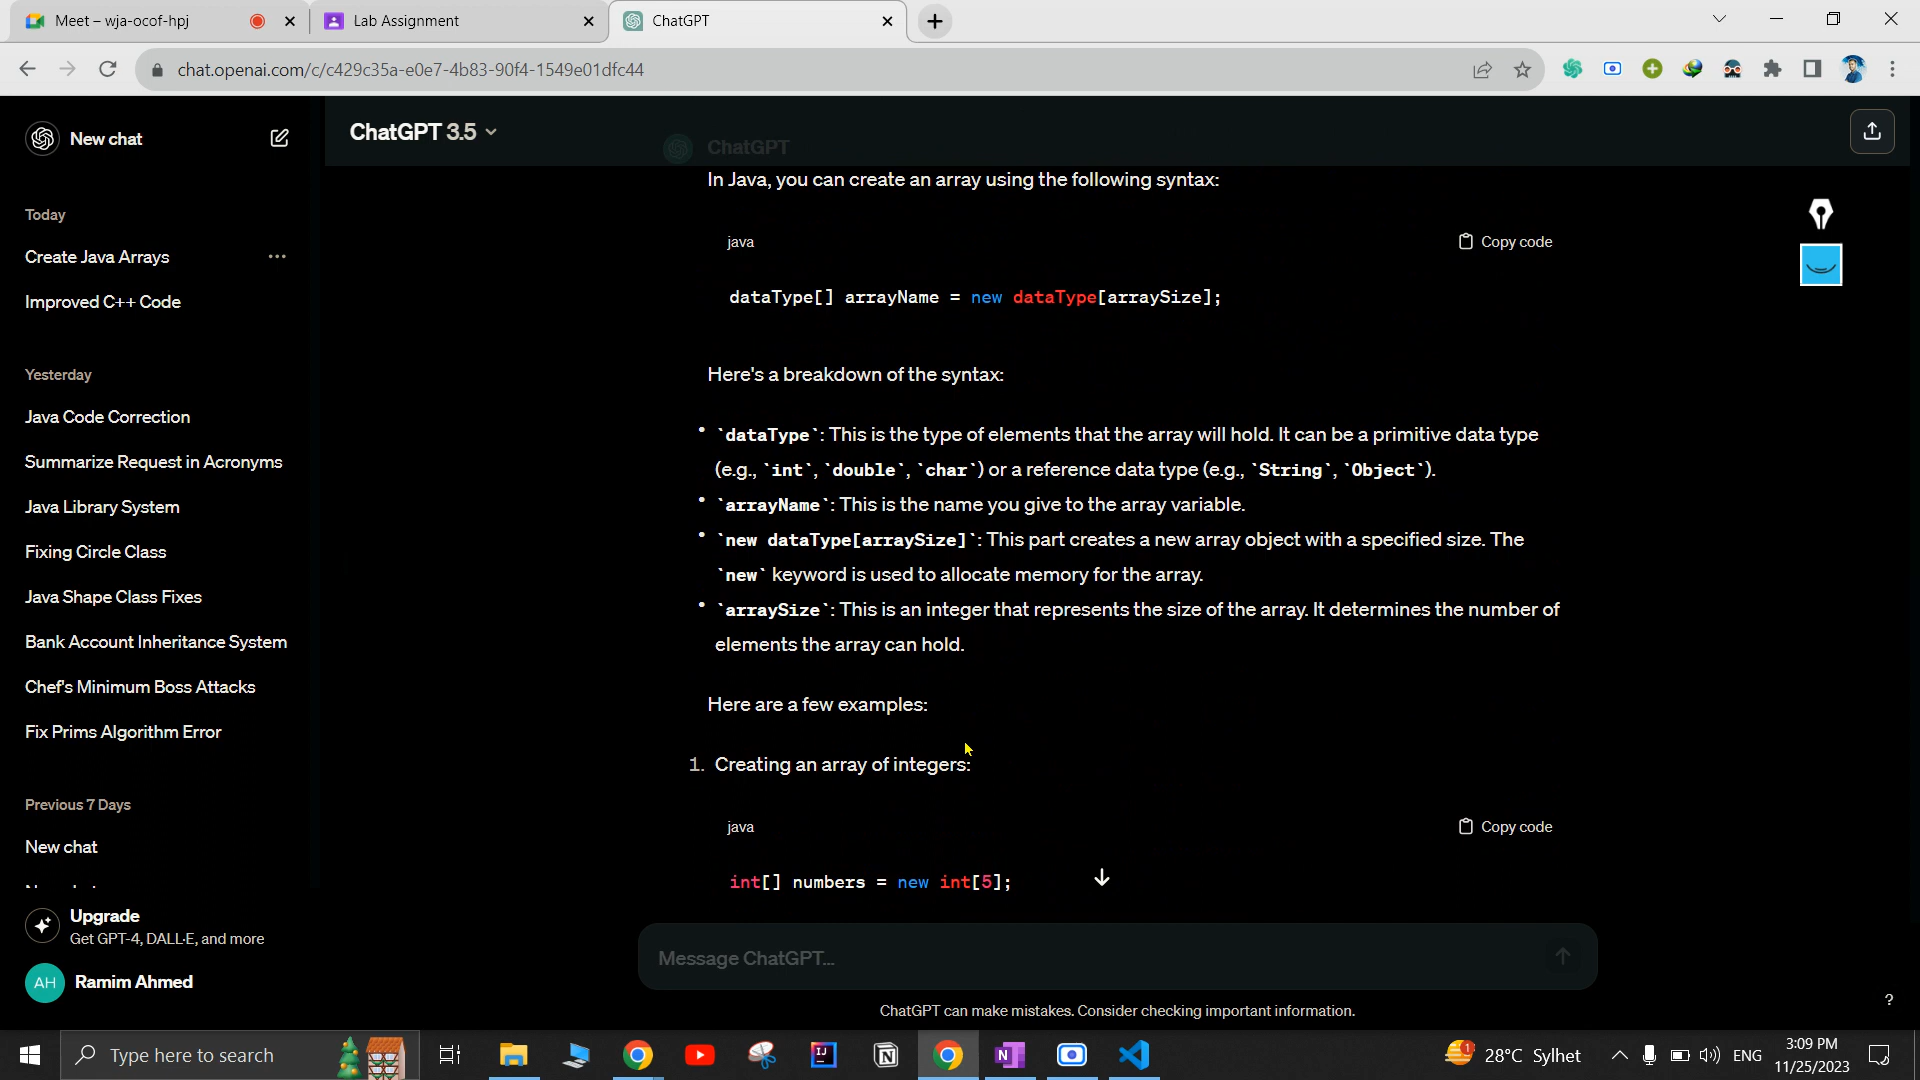 Meet – wja-ocof-hpj
Lab Assignment
ChatGPT
chat.openai.com/c/c429c35a-e0e7-4b83-90f4-1549e01dfc44
New chat
Today
Create Java Arrays
Improved C++ Code
Yesterday
Java Code Correction
Summarize Request in Acronyms
Java Library System
Fixing Circle Class
Java Shape Class Fixes
Bank Account Inheritance System
Chef's Minimum Boss Attacks
Fix Prims Algorithm Error
Previous 7 Days
New chat
Upgrade
Get GPT-4, DALL·E, and more
AH
Ramim Ahmed
ChatGPT 3.5
ChatGPT
In Java, you can create an array using the following syntax:
java
Copy code
dataType[] arrayName = new dataType[arraySize];
Here's a breakdown of the syntax:
• `dataType`: This is the type of elements that the array will hold. It can be a primitive data type
(e.g., `int`, `double`, `char`) or a reference data type (e.g., `String`, `Object`).
• `arrayName`: This is the name you give to the array variable.
• `new dataType[arraySize]`: This part creates a new array object with a specified size. The
`new` keyword is used to allocate memory for the array.
• `arraySize`: This is an integer that represents the size of the array. It determines the number of
elements the array can hold.
Here are a few examples:
1. Creating an array of integers:
java
Copy code
int[] numbers = new int[5];
Message ChatGPT...
ChatGPT can make mistakes. Consider checking important information.
?
Type here to search
28°C Sylhet
ENG
3:09 PM
11/25/2023